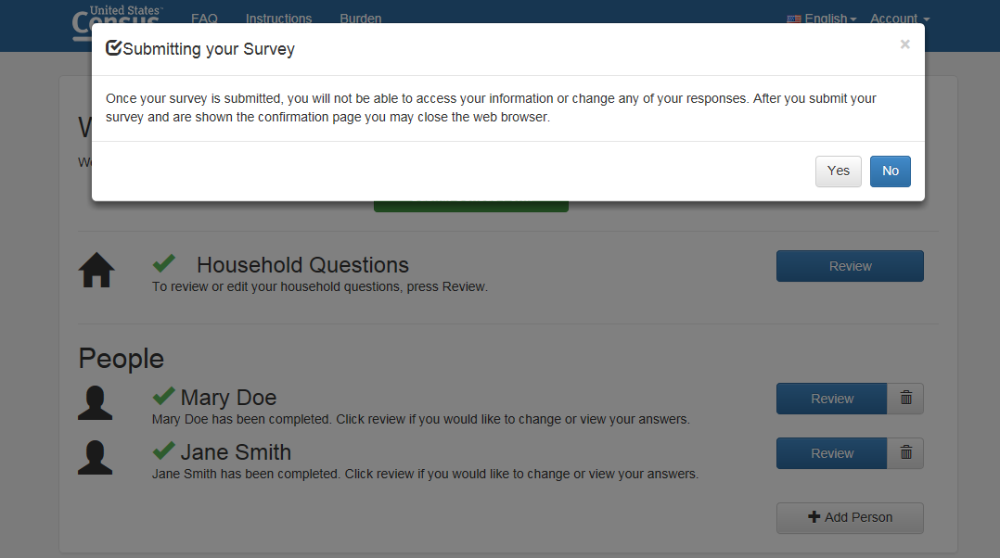 United States™
Census
FAQ Instructions Burden English Account
Submitting your Survey
×
Once your survey is submitted, you will not be able to access your information or change any of your responses. After you submit your
survey and are shown the confirmation page you may close the web browser.
Yes No
Household Questions
To review or edit your household questions, press Review.
Review
People
Mary Doe
Mary Doe has been completed. Click review if you would like to change or view your answers.
Review
Jane Smith
Jane Smith has been completed. Click review if you would like to change or view your answers.
Review
Add Person